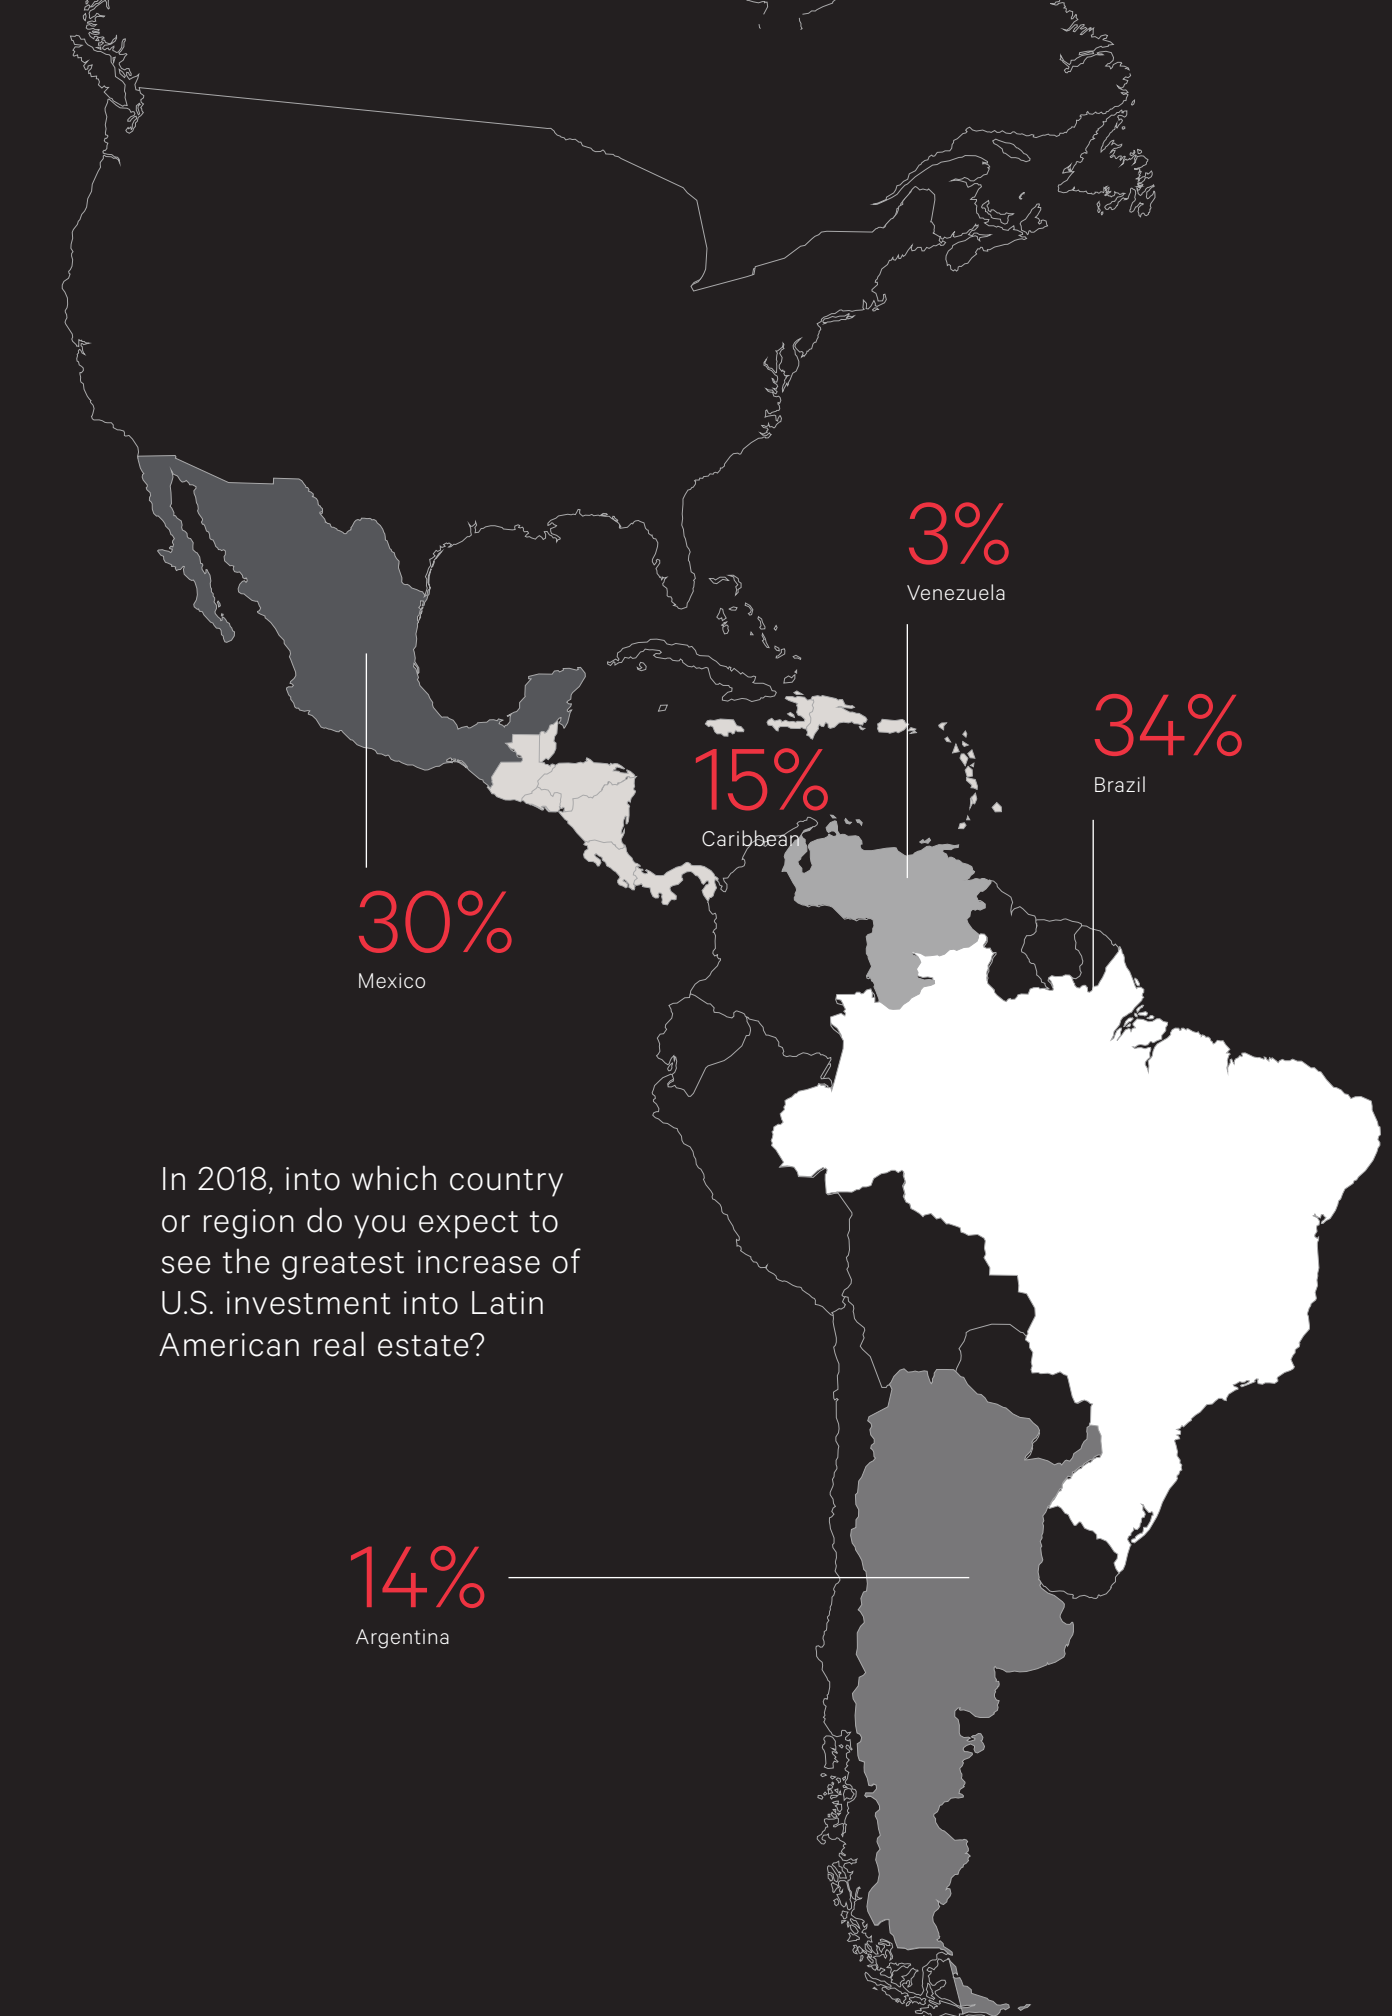 3%
Venezuela
34%
Brazil
15%
Caribbean
30%
Mexico
In 2018, into which country
or region do you expect to
see the greatest increase of
U.S. investment into Latin
American real estate?
14%
Argentina